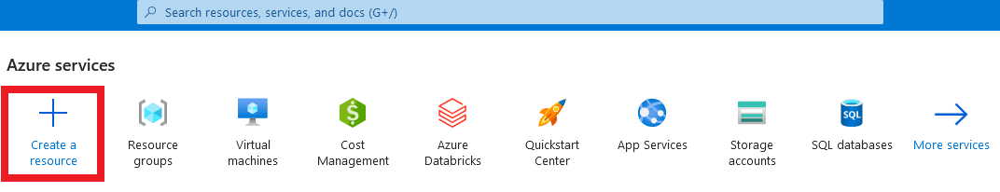 Search resources, services, and docs (G+/)
Azure services
Create a
resource
Resource
groups
Virtual
machines
Cost
Management
Azure
Databricks
Quickstart
Center
App Services
Storage
accounts
SQL
SQL databases
More services